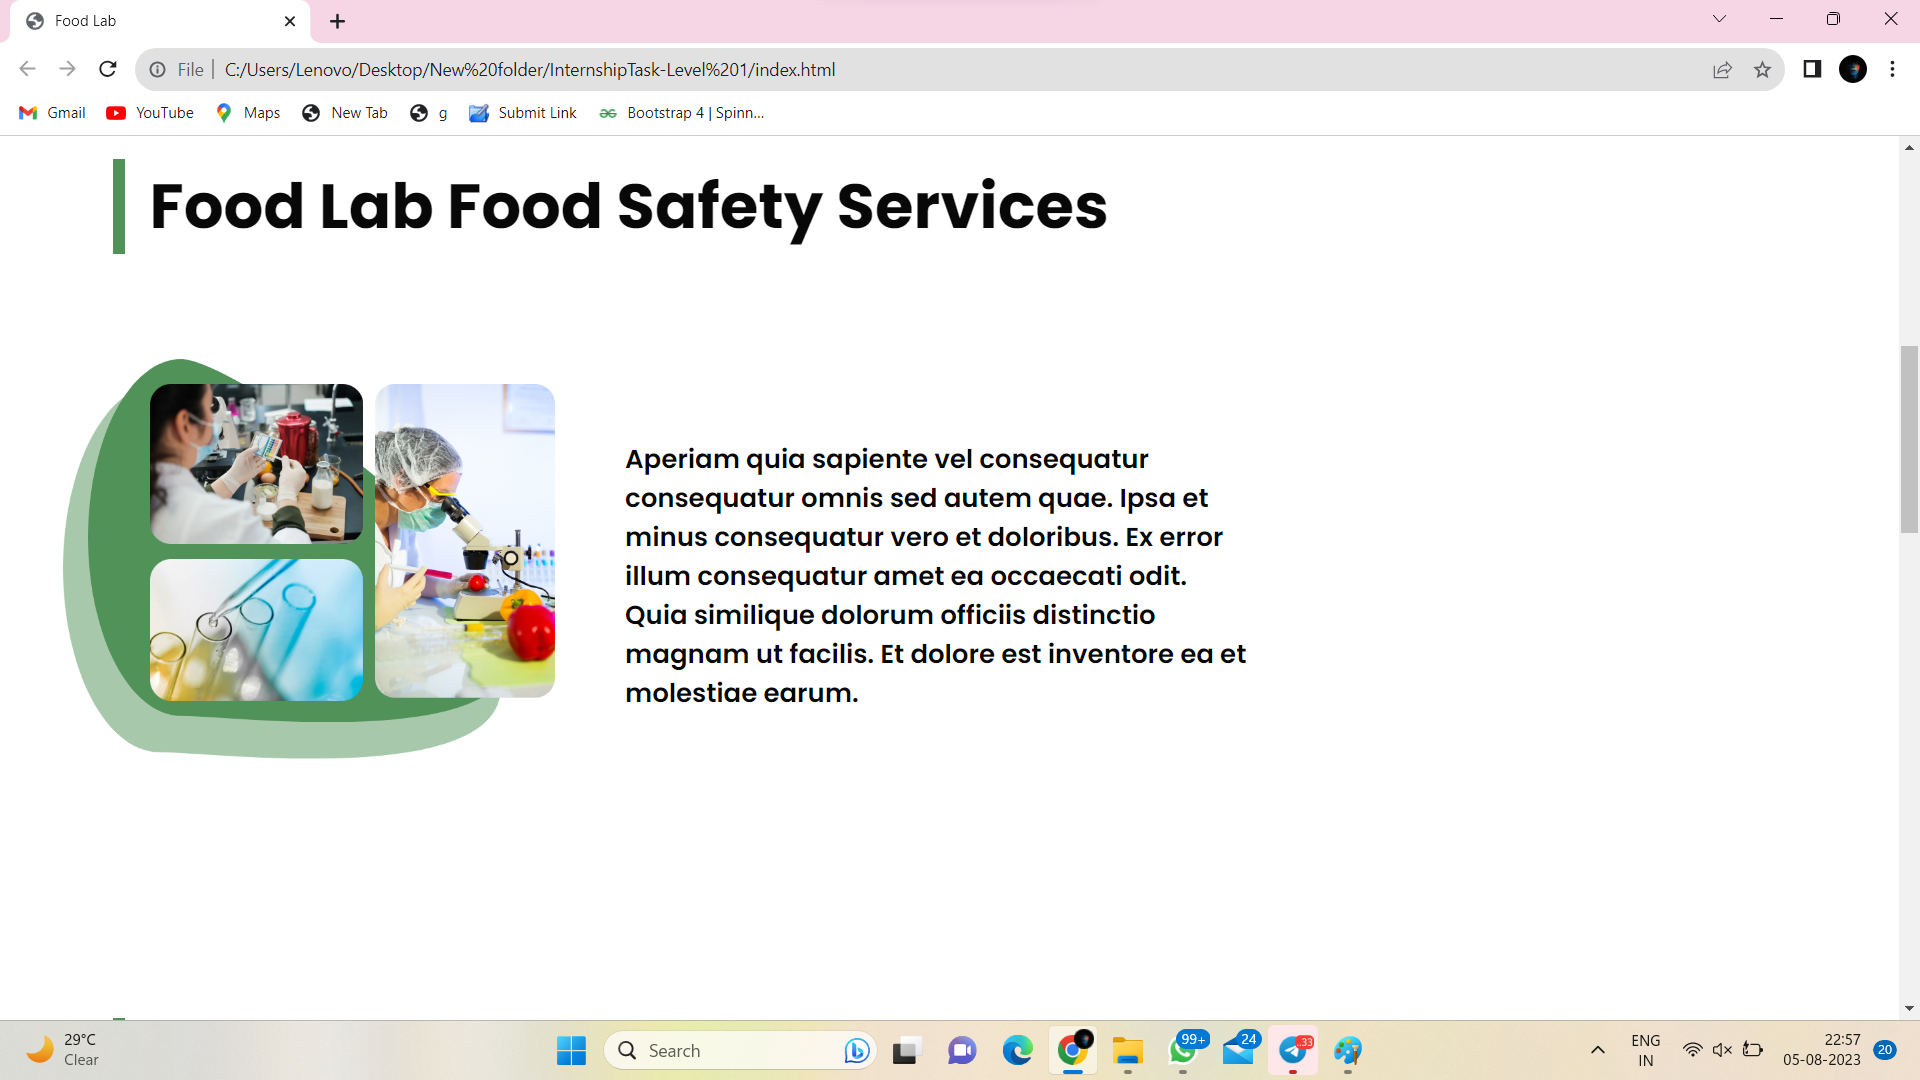 Food Lab
File
C:/Users/Lenovo/Desktop/New%20folder/InternshipTask-Level%201/index.html
Gmail
YouTube
Maps
New Tab
g
Submit Link
Bootstrap 4 | Spinn...
Food Lab Food Safety Services
Aperiam quia sapiente vel consequatur
consequatur omnis sed autem quae. Ipsa et
minus consequatur vero et doloribus. Ex error
illum consequatur amet ea occaecati odit.
Quia similique dolorum officiis distinctio
magnam ut facilis. Et dolore est inventore ea et
molestiae earum.
29°C
Clear
Search
99+
24
..33
ENG
IN
22:57
05-08-2023
20